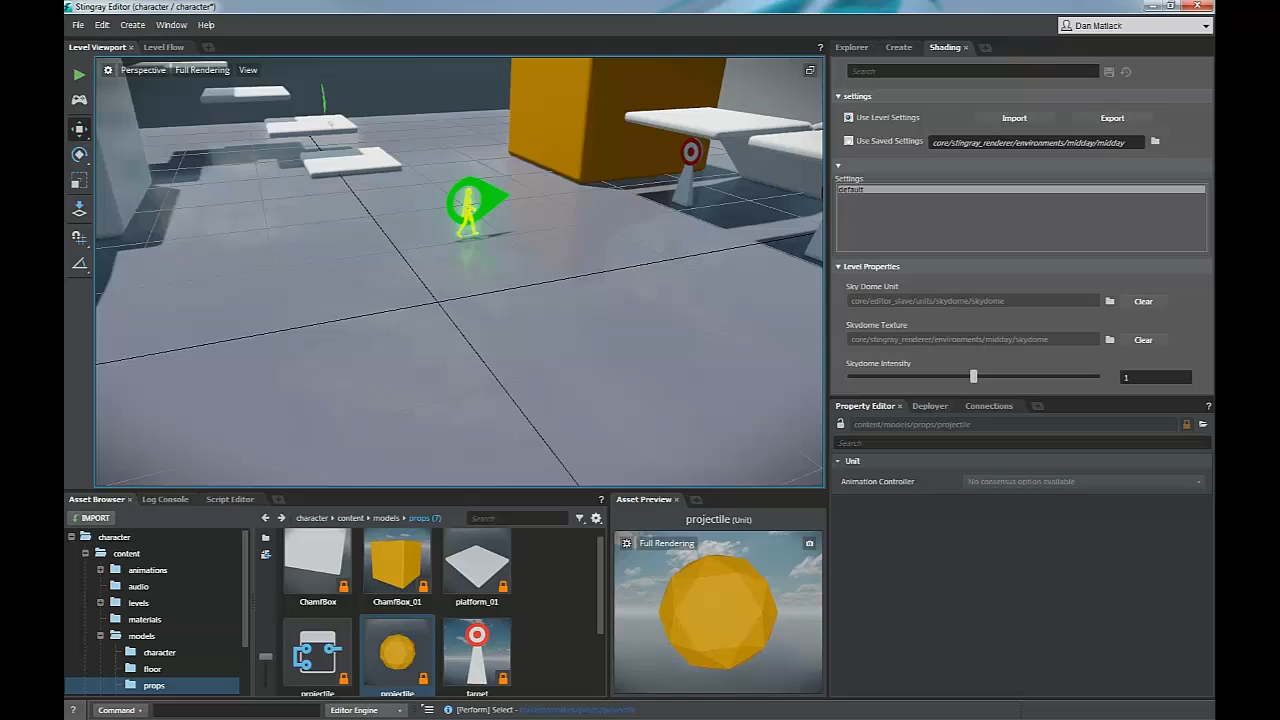 Stingray Editor (character / character*)
File Edit Create Window Help
Dan Matlack
Level Viewport × Level Flow
?
Explorer Create Shading ×
Perspective Full Rendering View
Search
settings
Use Level Settings Import Export
Use Saved Settings core/stingray_renderer/environments/midday/midday
Settings
default
Level Properties
Sky Dome Unit
core/editor_slave/units/skydome/skydome Clear
Skydome Texture
core/stingray_renderer/environments/midday/skydome Clear
Skydome Intensity
1
Property Editor × Deployer Connections ?
content/models/props/projectile
Search
Unit
Animation Controller No consensus option available
Asset Browser × Log Console Script Editor ?
IMPORT
character content models props (7) Search
character
content
animations
audio
levels
materials
models
character
floor
props
ChamfBox ChamfBox_01 platform_01
projectile projectile target
Asset Preview ×
projectile (Unit)
Full Rendering
? Command Editor Engine [Perform] Select - content/models/props/projectile